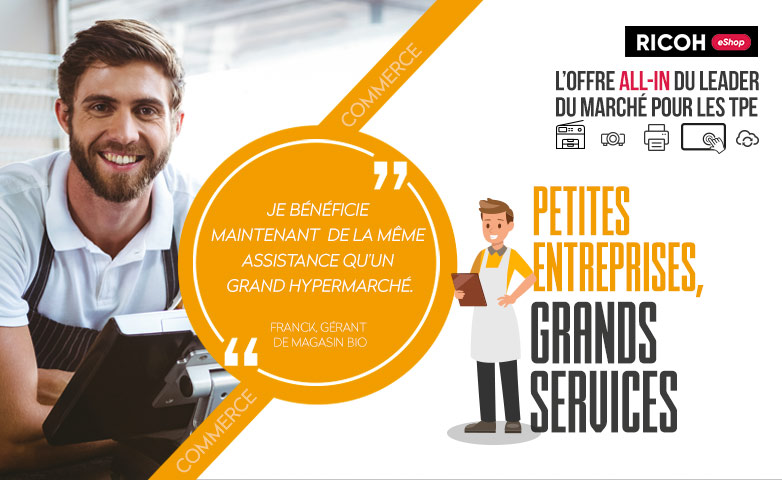 COMMERCE
RICOH eShop
L'OFFRE ALL-IN DU LEADER
DU MARCHÉ POUR LES TPE
”
JE BÉNÉFICIE
MAINTENANT DE LA MÊME
ASSISTANCE QU'UN
GRAND HYPERMARCHÉ.
FRANCK, GÉRANT
DE MAGASIN BIO
“
COMMERCE
PETITES
ENTREPRISES,
GRANDS
SERVICES